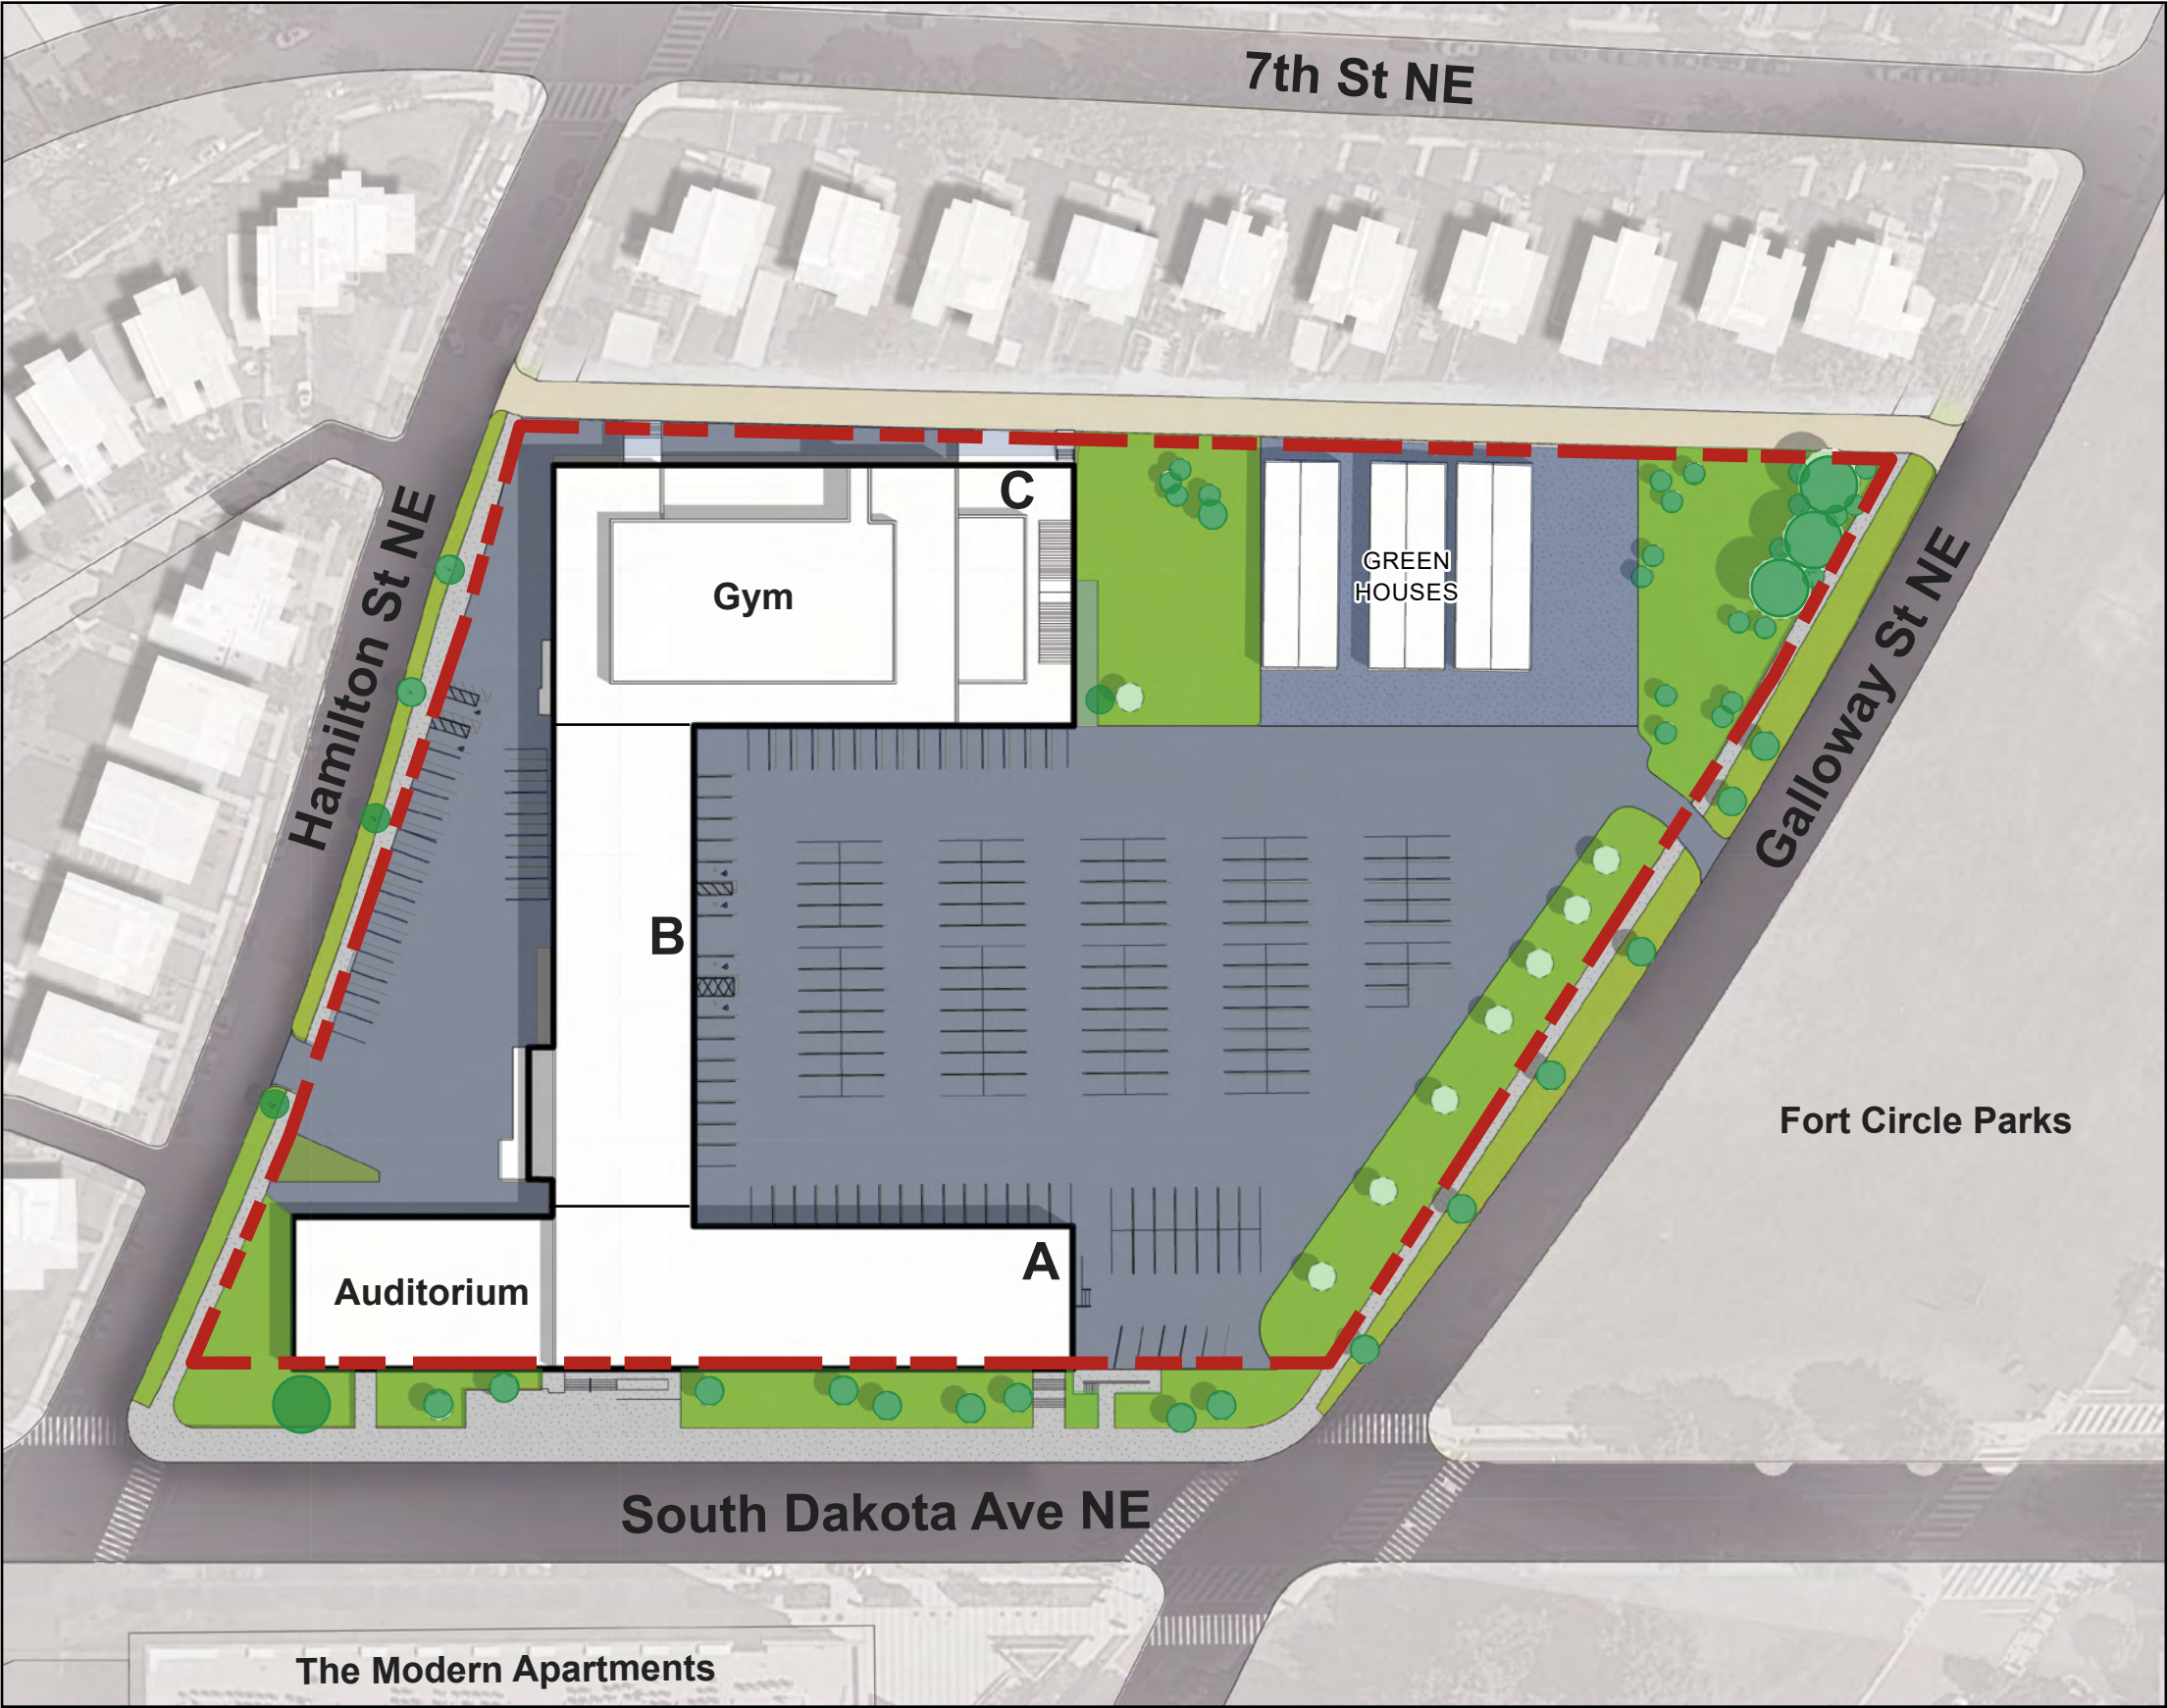 7th St NE
C
Gym
GREEN
HOUSES
Hamilton St NE
Galloway St NE
B
Fort Circle Parks
A
Auditorium
South Dakota Ave NE
The Modern Apartments